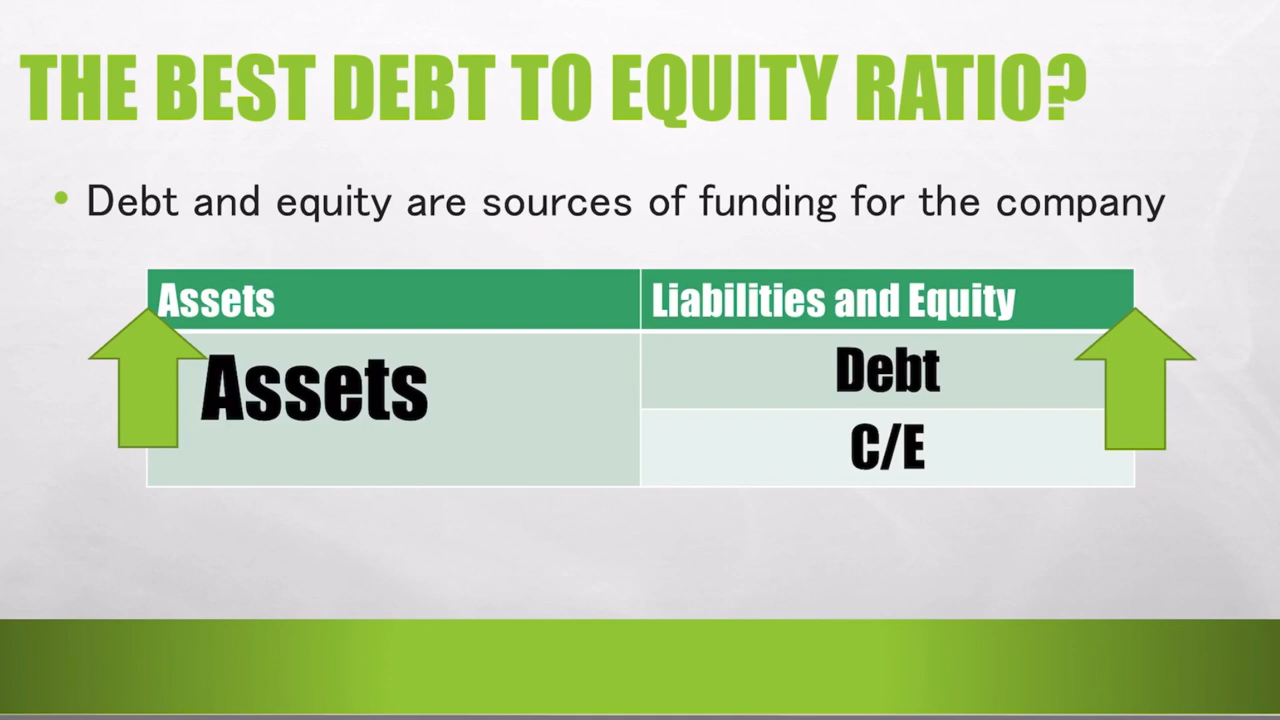 THE BEST DEBT TO EQUITY RATIO?
• Debt and equity are sources of funding for the company
Assets
Liabilities and Equity
Assets
Debt
C/E